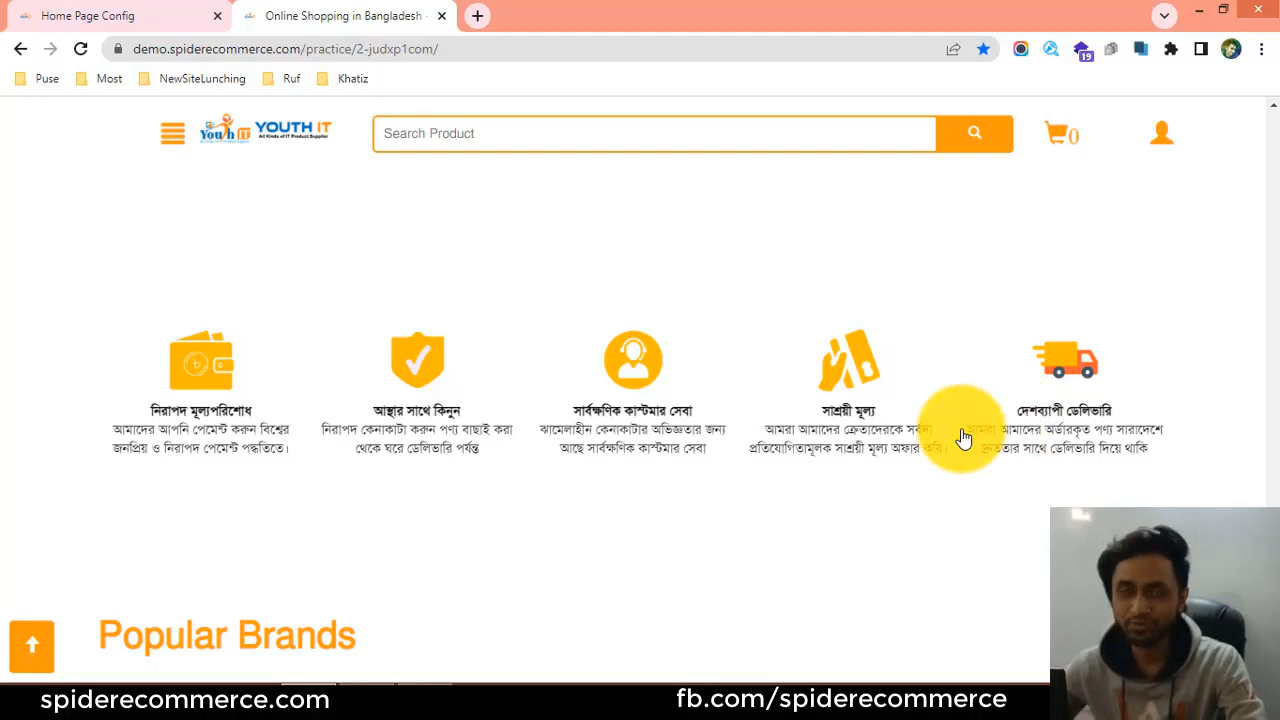 Home Page Config
Online Shopping in Bangladesh -
demo.spiderecommerce.com/practice/2-judxp1com/
19
Puse
Most
NewSiteLunching
Ruf
Khatiz
Youth IT
YOUTH IT
All Kinds of IT Product Supplier
Search Product
0
নিরাপদ মূল্যপরিশোধ
আমাদের আপনি পেমেন্ট করুন বিশ্বের
জনপ্রিয় ও নিরাপদ পেমেন্ট পদ্ধতিতে।
আস্থার সাথে কিনুন
নিরাপদ কেনাকাটা করুন পণ্য বাছাই করা
থেকে ঘরে ডেলিভারি পর্যন্ত
সার্বক্ষণিক কাস্টমার সেবা
ঝামেলাহীন কেনাকাটার অভিজ্ঞতার জন্য
আছে সার্বক্ষণিক কাস্টমার সেবা
সাশ্রয়ী মূল্য
আমরা আমাদের ক্রেতাদেরকে সর্বদা
প্রতিযোগিতামূলক সাশ্রয়ী মূল্য অফার করি।
দেশব্যাপী ডেলিভারি
আমরা আমাদের অর্ডারকৃত পণ্য সারাদেশে
দ্রুততার সাথে ডেলিভারি দিয়ে থাকি
Popular Brands
spiderecommerce.com
fb.com/spiderecommerce